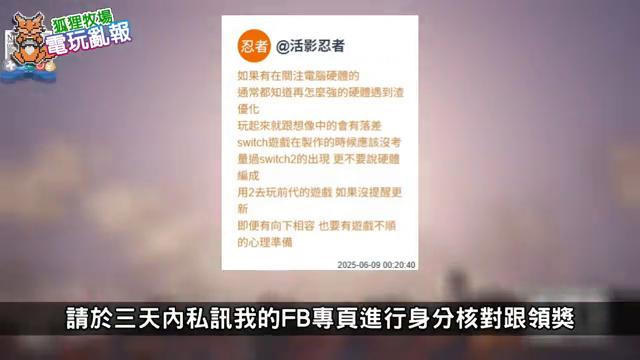 狐狸牧場
電玩亂報
忍者 @活影忍者
如果有在關注電腦硬體的
通常都知道再怎麼強的硬體遇到渣
優化
玩起來就跟想像中的會有落差
switch遊戲在製作的時候應該沒考
量過switch2的出現 更不要說硬體
編成
用2去玩前代的遊戲 如果沒提醒更
新
即便有向下相容 也要有遊戲不順
的心理準備
2025-06-09 00:20:40
請於三天內私訊我的FB專頁進行身分核對跟領獎